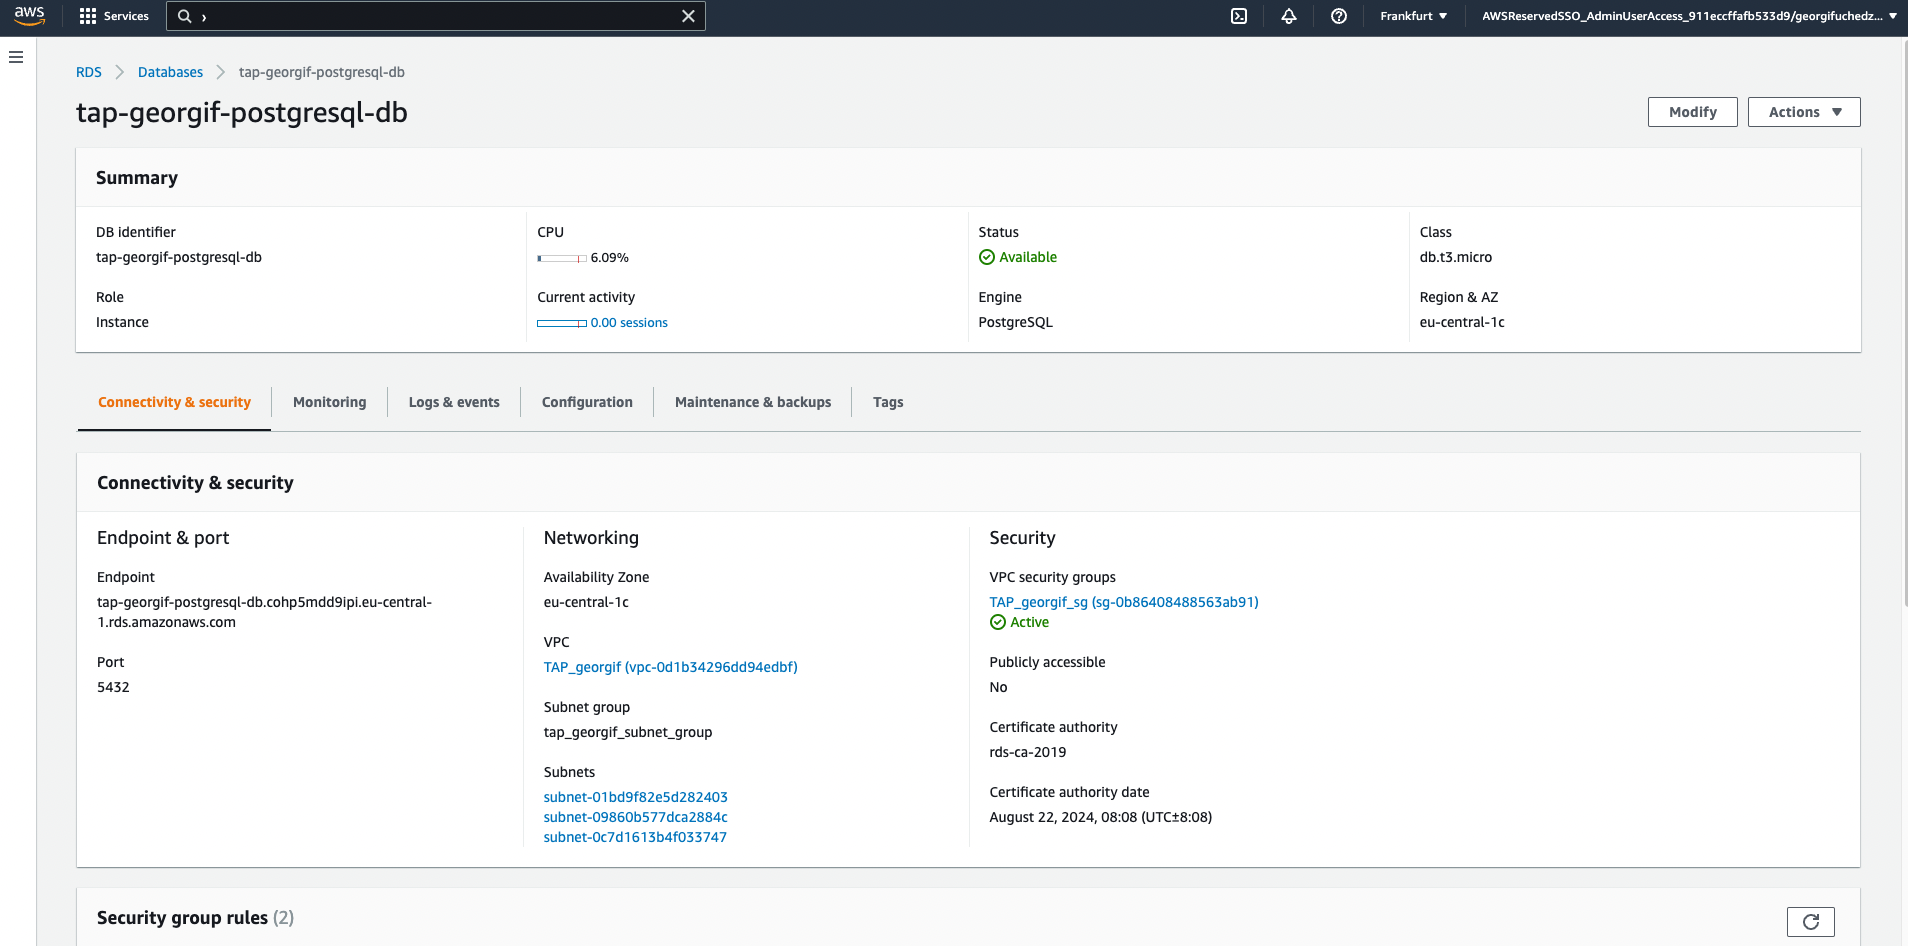 aws
Services
›
Frankfurt
AWSReservedSSO_AdminUserAccess_911eccffafb533d9/georgifuchedz...
RDS
Databases
tap-georgif-postgresql-db
tap-georgif-postgresql-db
Modify
Actions
Summary
DB identifier
tap-georgif-postgresql-db
CPU
6.09%
Status
Available
Class
db.t3.micro
Role
Instance
Current activity
0.00 sessions
Engine
PostgreSQL
Region & AZ
eu-central-1c
Connectivity & security
Monitoring
Logs & events
Configuration
Maintenance & backups
Tags
Connectivity & security
Endpoint & port
Endpoint
tap-georgif-postgresql-db.cohp5mdd9ipi.eu-central-
1.rds.amazonaws.com
Port
5432
Networking
Availability Zone
eu-central-1c
VPC
TAP_georgif (vpc-0d1b34296dd94edbf)
Subnet group
tap_georgif_subnet_group
Subnets
subnet-01bd9f82e5d282403
subnet-09860b577dca2884c
subnet-0c7d1613b4f033747
Security
VPC security groups
TAP_georgif_sg (sg-0b86408488563ab91)
Active
Publicly accessible
No
Certificate authority
rds-ca-2019
Certificate authority date
August 22, 2024, 08:08 (UTC±8:08)
Security group rules (2)